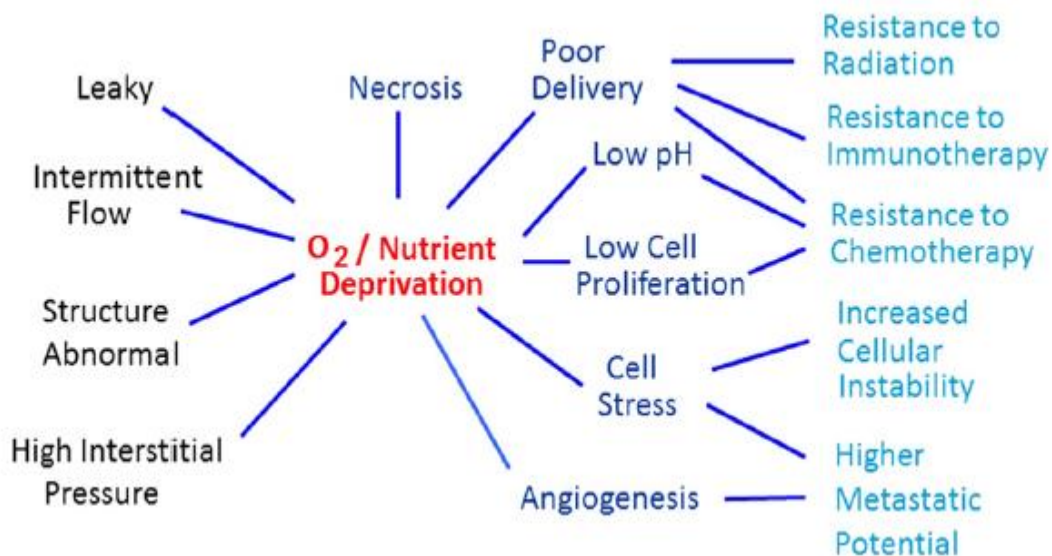 Leaky
Intermittent
Flow
Structure
Abnormal
High Interstitial
Pressure
Necrosis
O2 / Nutrient
Deprivation
Poor
Delivery
Low pH
Low Cell
Proliferation
Cell
Stress
Angiogenesis
Resistance to
Radiation
Resistance to
Immunotherapy
Resistance to
Chemotherapy
Increased
Cellular
Instability
Higher
Metastatic
Potential